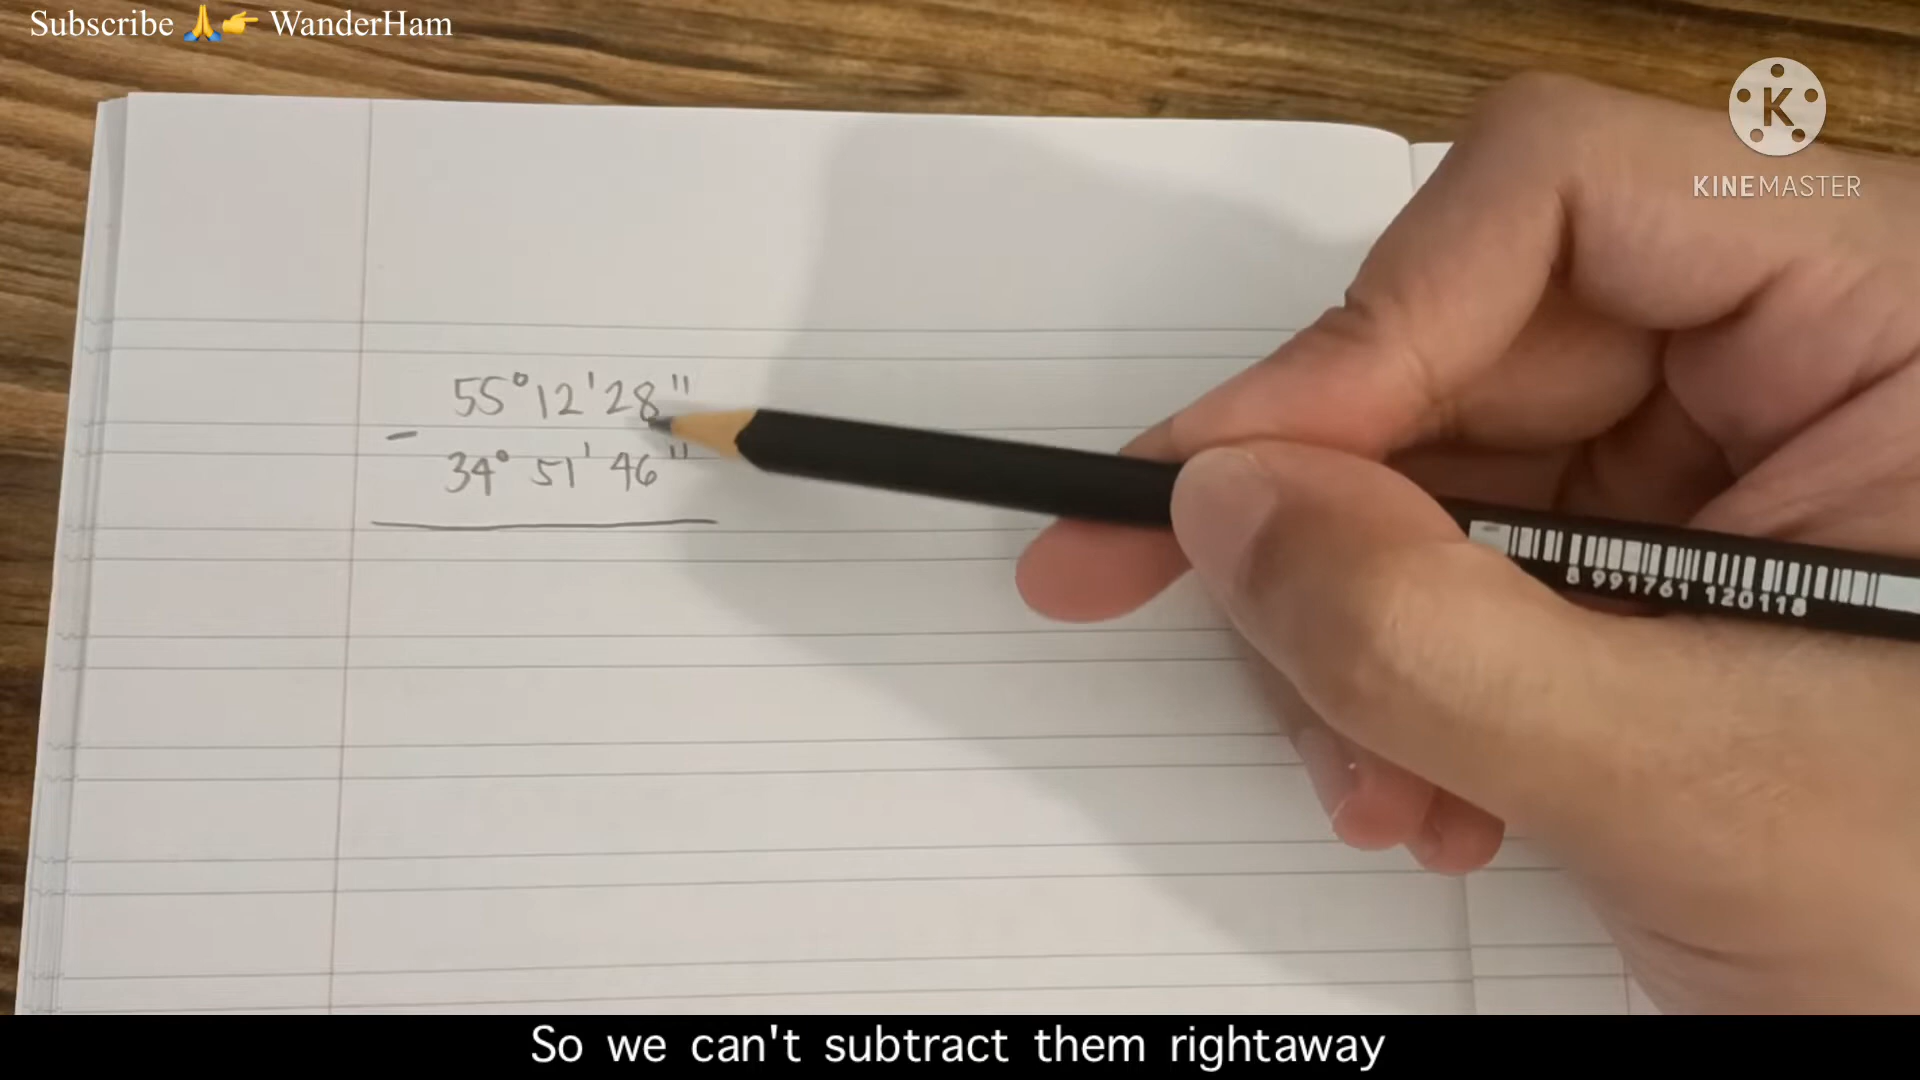 Subscribe 🙏👉 WanderHam
K
KINEMASTER
55°12'28"
- 34° 51' 46"
8 991761 120118
So we can't subtract them rightaway